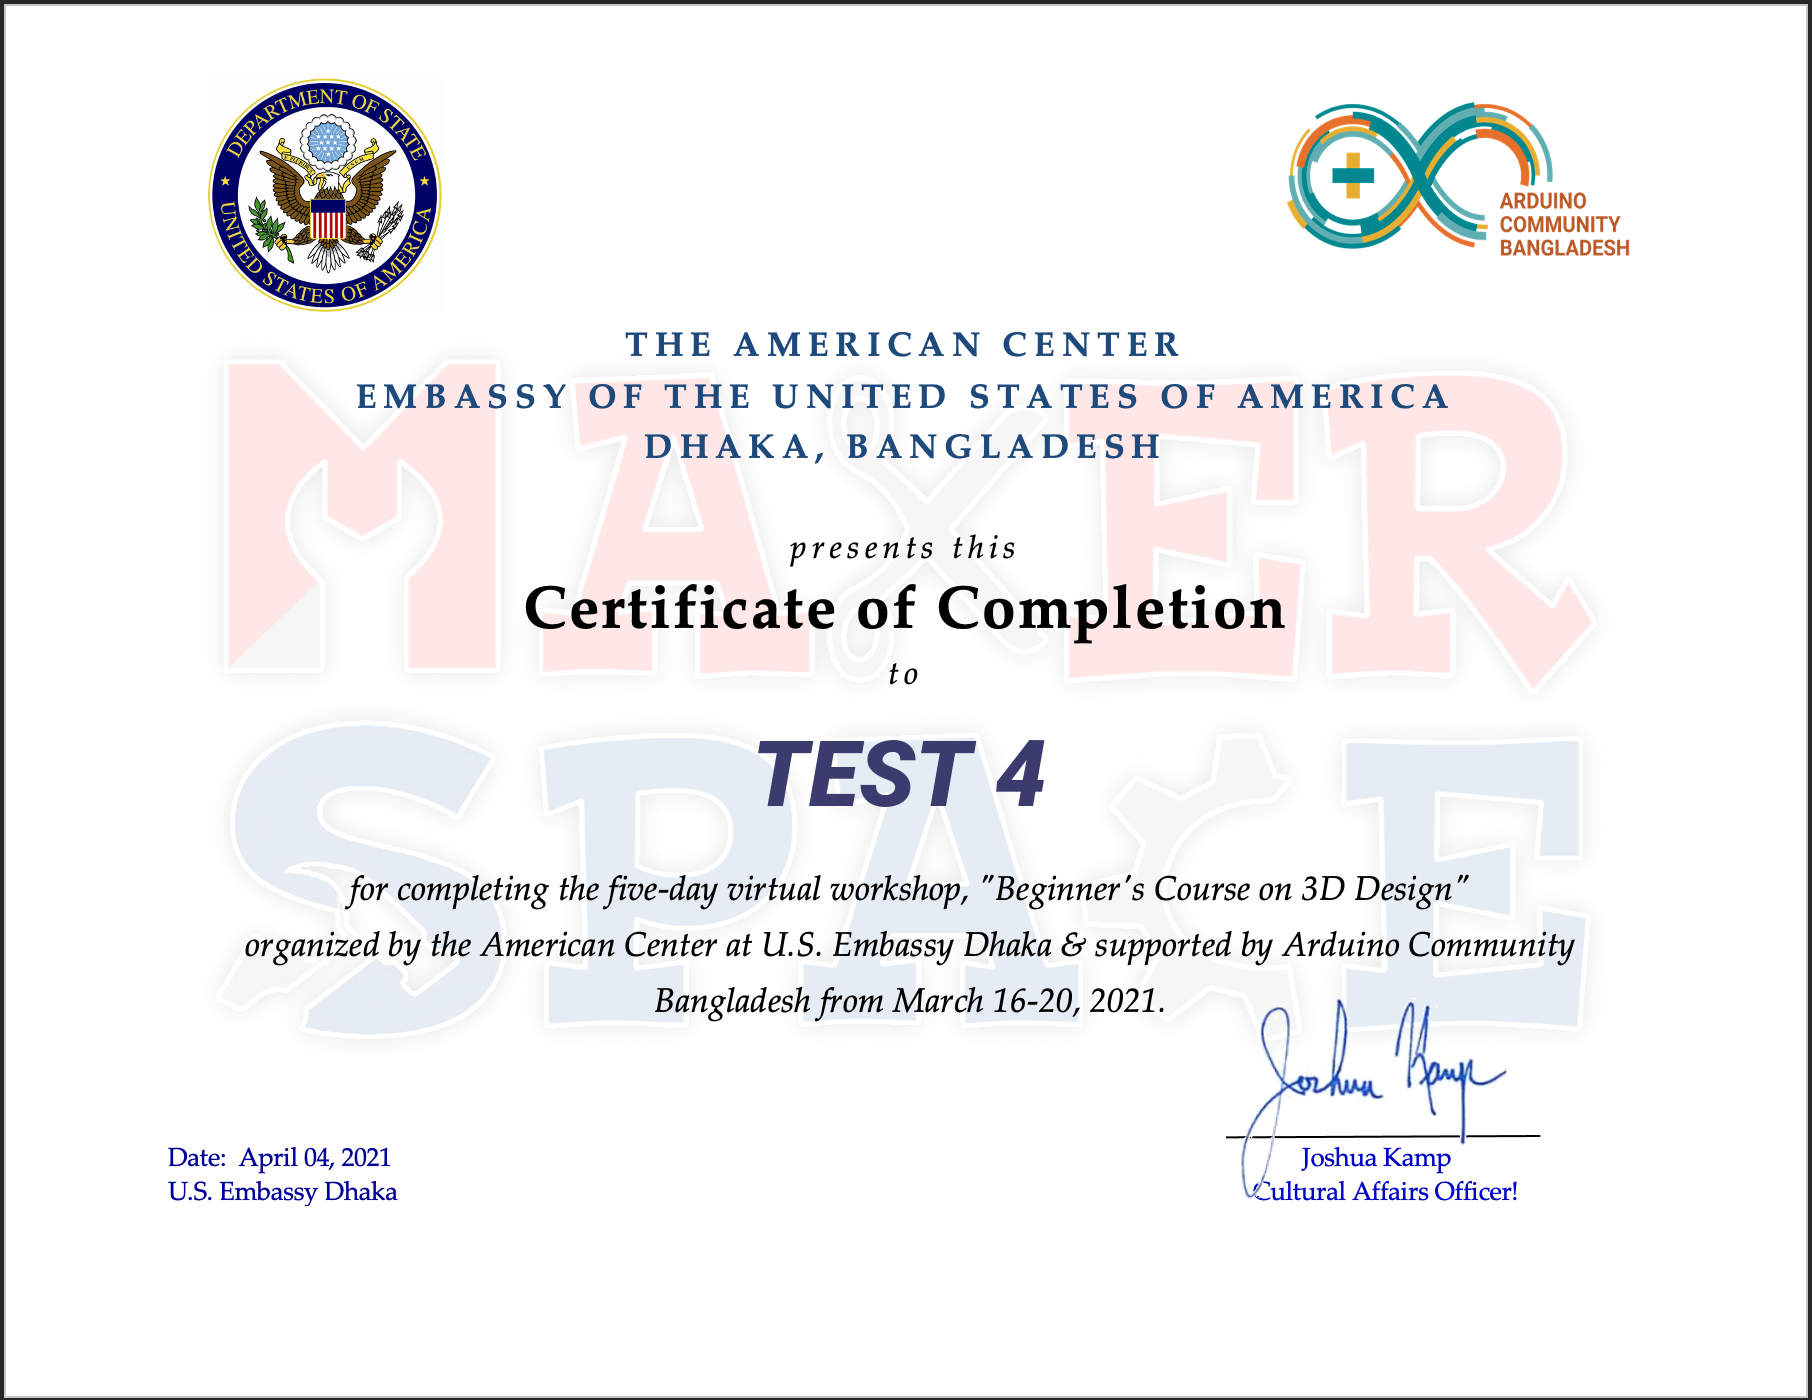 DEPARTMENT OF STATE
UNITED STATES OF AMERICA
ARDUINO
COMMUNITY
BANGLADESH
THE AMERICAN CENTER
EMBASSY OF THE UNITED STATES OF AMERICA
DHAKA, BANGLADESH
MAKER
SPACE
presents this
Certificate of Completion
to
TEST 4
for completing the five-day virtual workshop, "Beginner's Course on 3D Design"
organized by the American Center at U.S. Embassy Dhaka & supported by Arduino Community
Bangladesh from March 16-20, 2021.
Joshua Kamp
Date: April 04, 2021
U.S. Embassy Dhaka
Joshua Kamp
Cultural Affairs Officer!